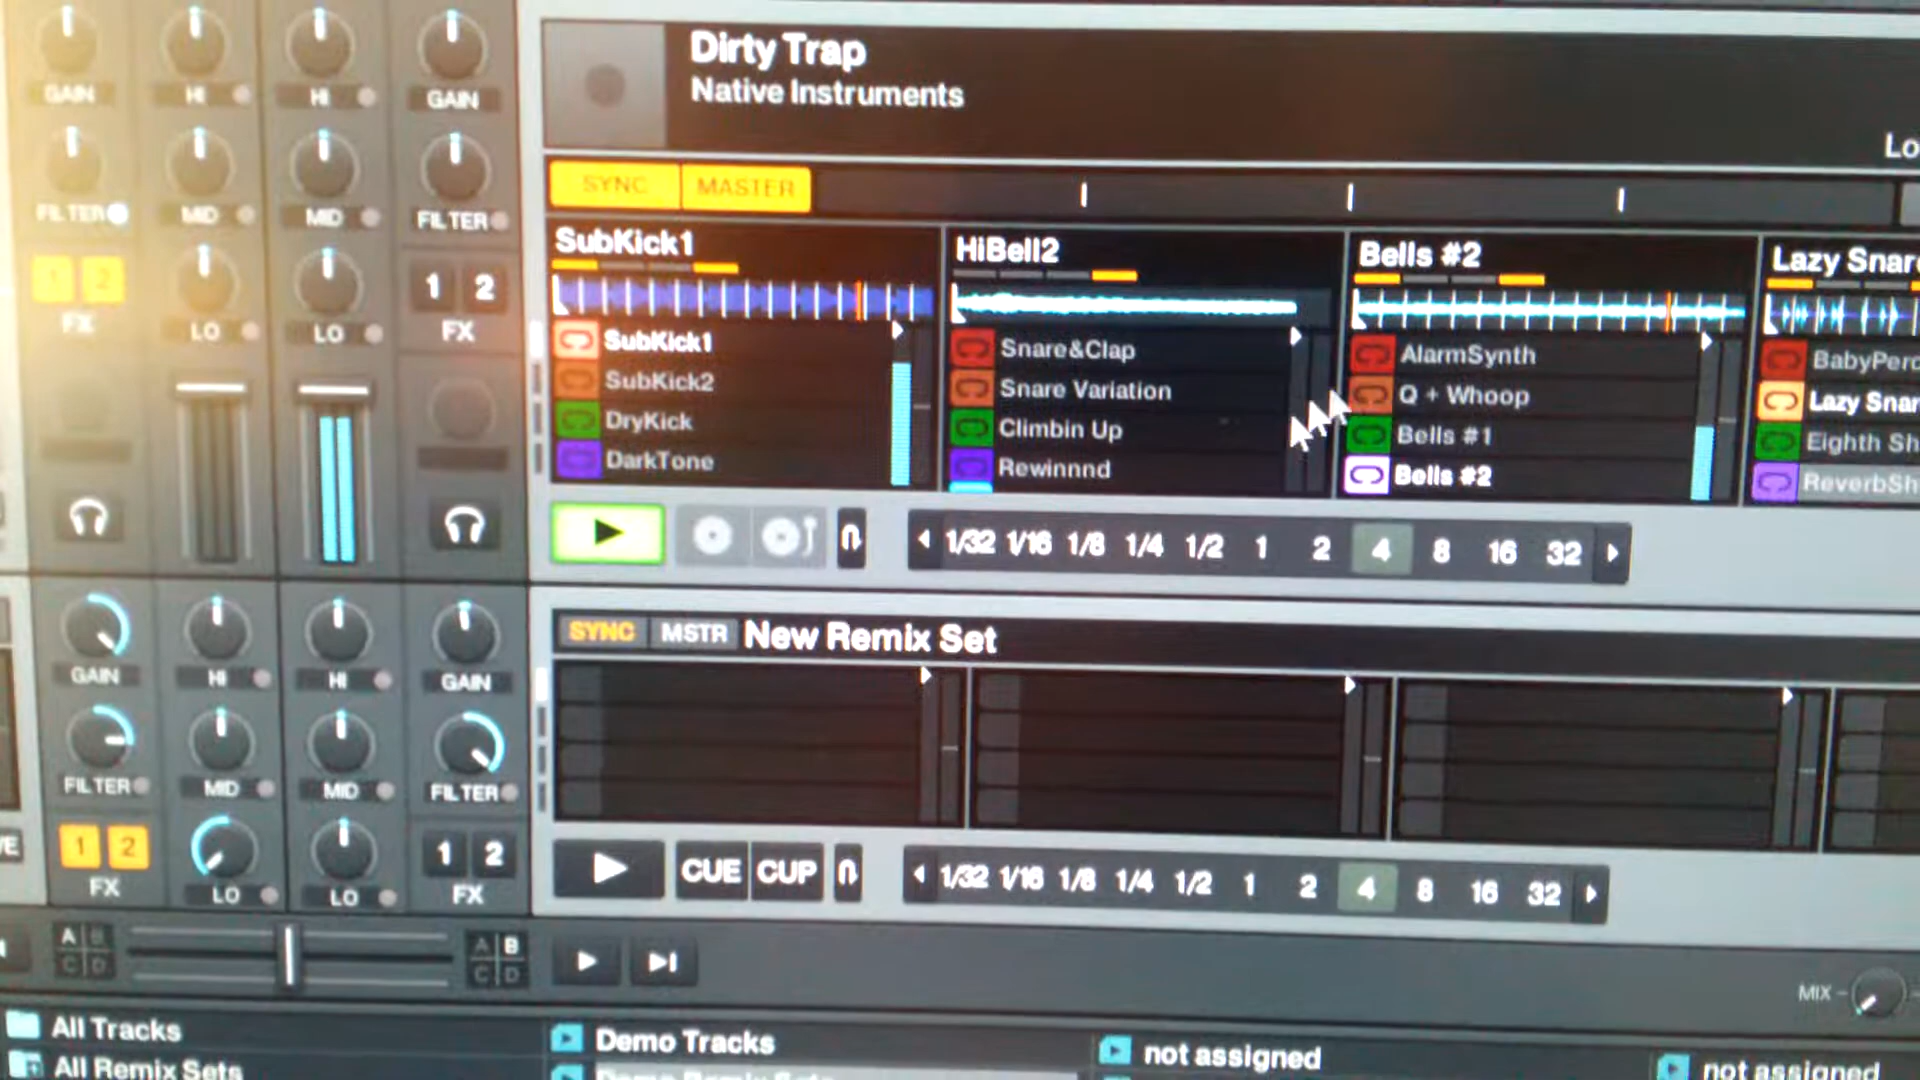 Dirty Trap
Native Instruments
Lo
GAIN HI HI GAIN
FILTER MID MID FILTER
1 2 LO LO 1 2
FX FX
SYNC MASTER
SubKick1 HiBell2 Bells #2 Lazy Snare
SubKick1 Snare&Clap AlarmSynth BabyPerc
SubKick2 Snare Variation Q + Whoop Lazy Snar
DryKick Climbin Up Bells #1 Eighth Sh
DarkTone Rewinnnd Bells #2 ReverbSh
1/32 1/16 1/8 1/4 1/2 1 2 4 8 16 32
SYNC MSTR New Remix Set
GAIN HI HI GAIN
FILTER MID MID FILTER
1 2 LO LO 1 2
FX FX
CUE CUP 1/32 1/16 1/8 1/4 1/2 1 2 4 8 16 32
A B A B
C D C D
MIX
All Tracks Demo Tracks not assigned not assigned
All Remix Sets